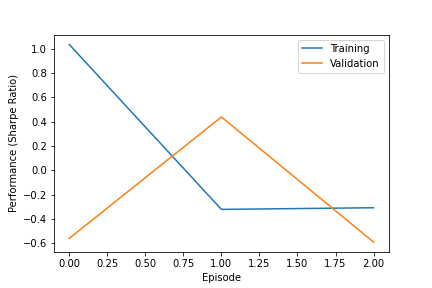 Performance (Sharpe Ratio)
1.0
0.8
0.6
0.4
0.2
0.0
−0.2
−0.4
−0.6
Training
Validation
0.00 0.25 0.50 0.75 1.00 1.25 1.50 1.75 2.00
Episode